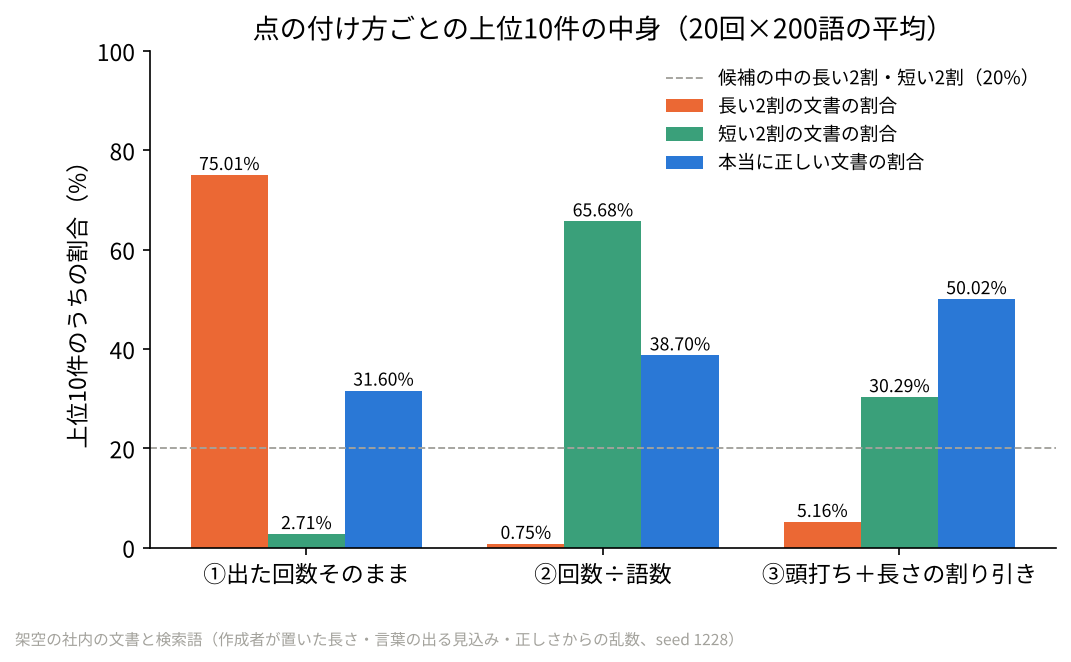 点の付け方ごとの上位10件の中身（20回×200語の平均）
上位10件のうちの割合（%）
100
80
60
40
20
0
候補の中の長い2割・短い2割（20%）
長い2割の文書の割合
短い2割の文書の割合
本当に正しい文書の割合
75.01%
2.71%
31.60%
0.75%
65.68%
38.70%
5.16%
30.29%
50.02%
①出た回数そのまま
②回数÷語数
③頭打ち＋長さの割り引き
架空の社内の文書と検索語（作成者が置いた長さ・言葉の出る見込み・正しさからの乱数、seed 1228）